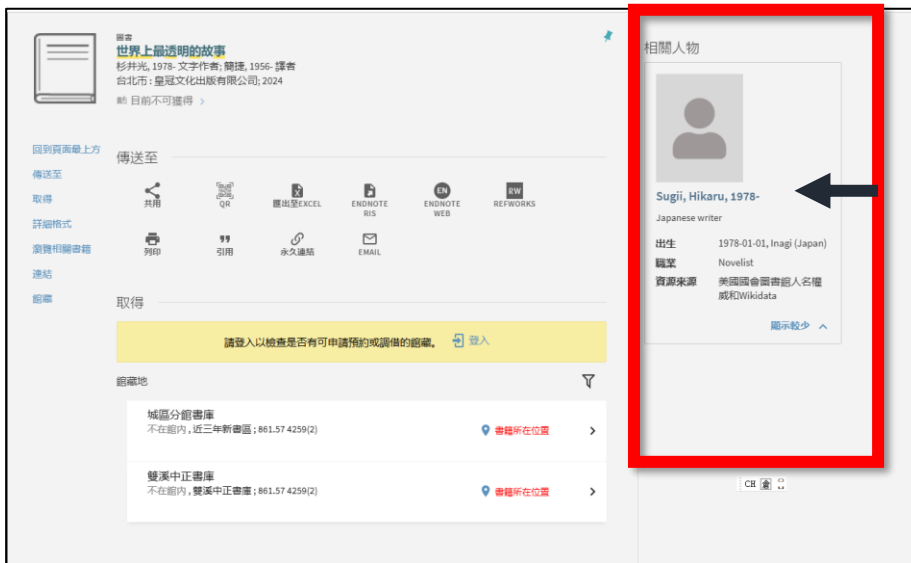 圖書
世界上最透明的故事
杉井光, 1978- 文字作者; 簡捷, 1956- 譯者
台北市 : 皇冠文化出版有限公司; 2024
目前不可獲得
回到頁面最上方
傳送至
取得
詳細格式
瀏覽相關書籍
連結
館藏
傳送至
共用
QR
匯出至EXCEL
ENDNOTE RIS
EN
ENDNOTE WEB
RW
REFWORKS
列印
引用
永久連結
EMAIL
取得
請登入以檢查是否有可申請預約或調借的館藏。 登入
館藏地
城區分館書庫
不在館內 , 近三年新書區 ; 861.57 4259(2)
書籍所在位置
雙溪中正書庫
不在館內 , 雙溪中正書庫 ; 861.57 4259(2)
書籍所在位置
相關人物
Sugii, Hikaru, 1978-
Japanese writer
出生 1978-01-01, Inagi (Japan)
職業 Novelist
資源來源 美國國會圖書館人名權
威和Wikidata
顯示較少
CH 倉